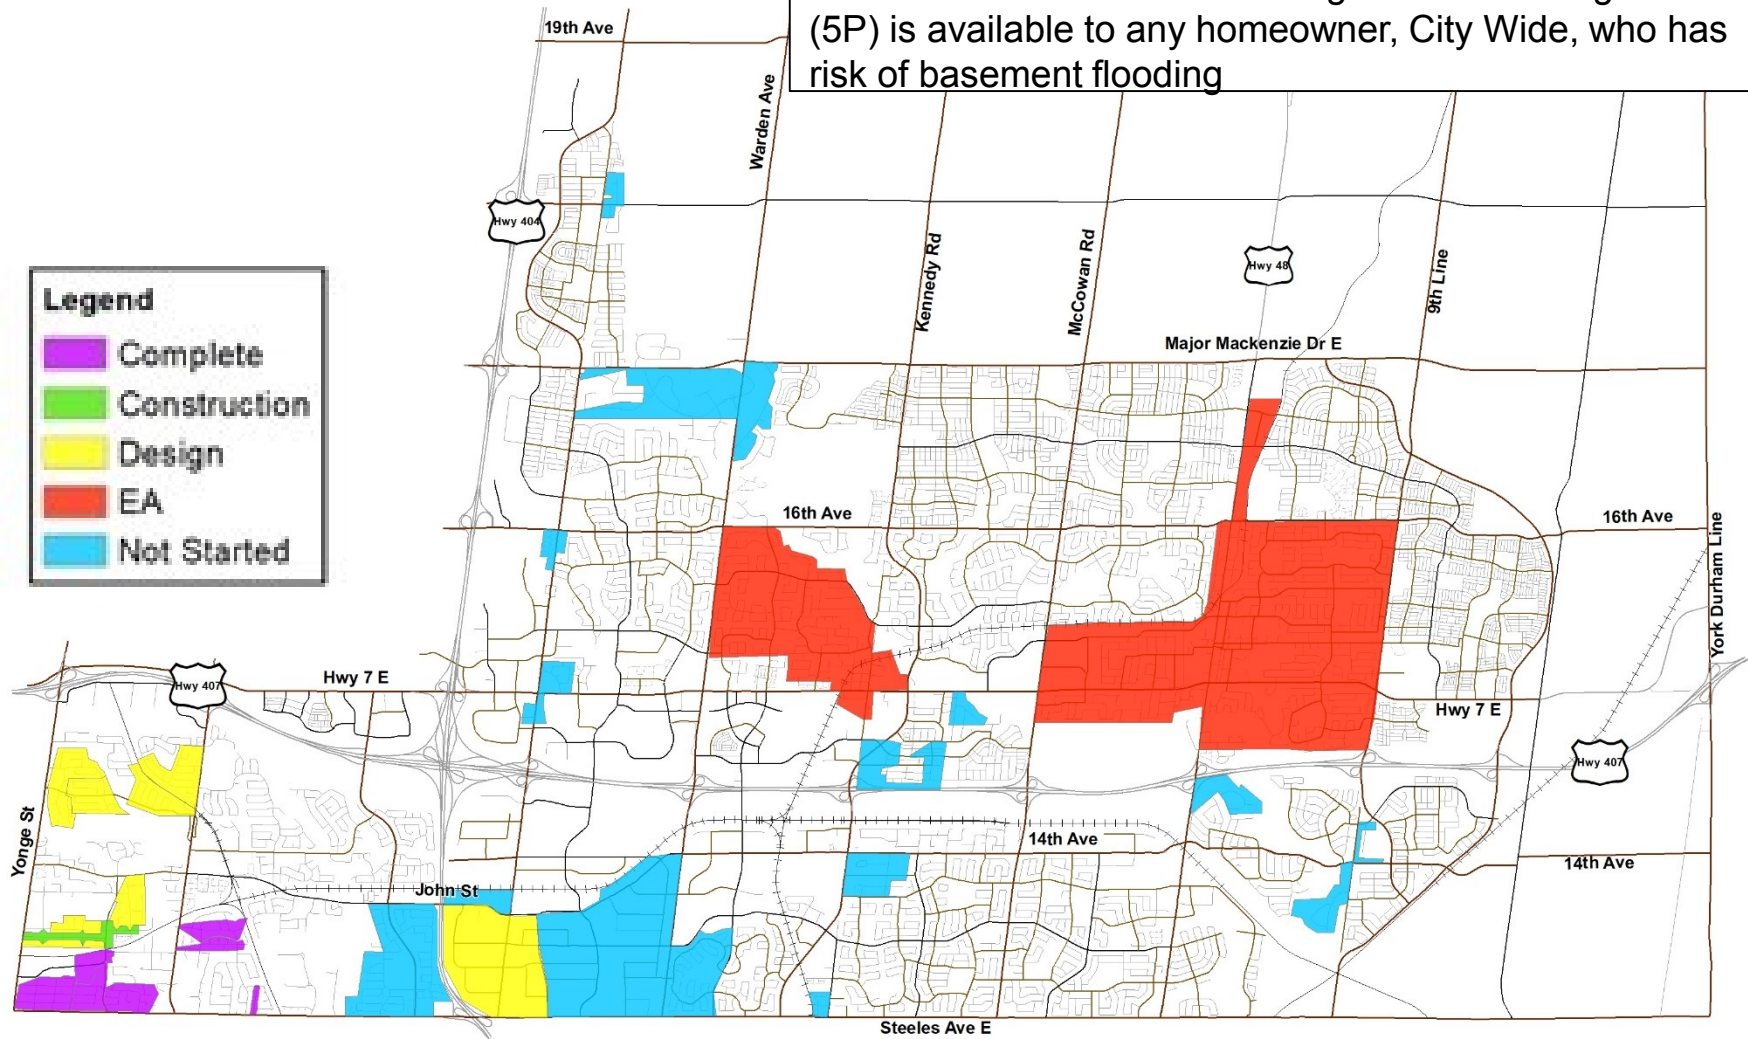 (5P) is available to any homeowner, City Wide, who has
risk of basement flooding
19th Ave
Warden Ave
Hwy 404
Kennedy Rd
McCowan Rd
Hwy 48
9th Line
Legend
Complete
Construction
Design
EA
Not Started
Major Mackenzie Dr E
16th Ave
16th Ave
York Durham Line
Hwy 407
Hwy 7 E
Hwy 7 E
Hwy 407
Yonge St
14th Ave
14th Ave
John St
Steeles Ave E